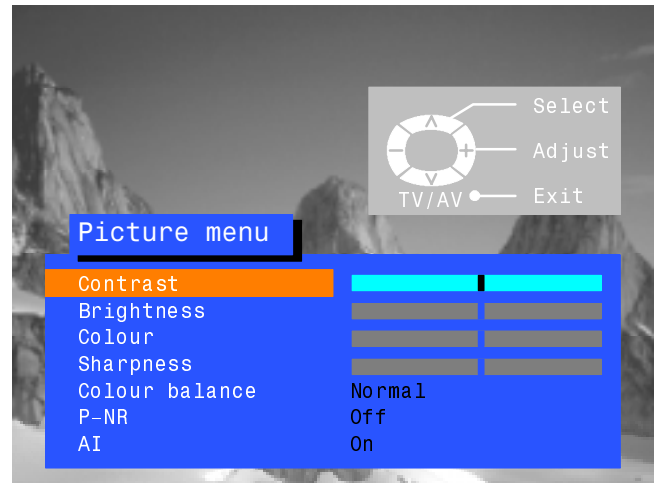 Select
Adjust
TV/AV Exit
Picture menu
Contrast
Brightness
Colour
Sharpness
Colour balance Normal
P-NR Off
AI On